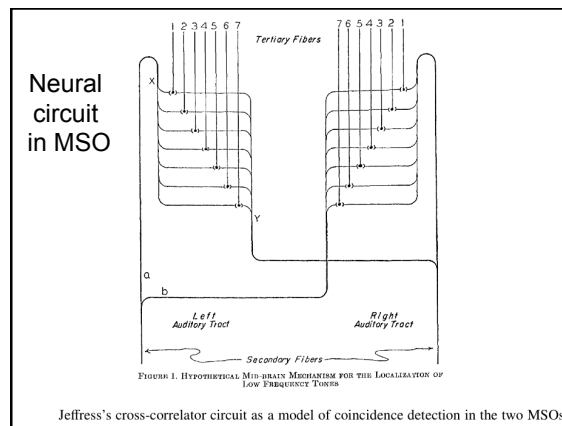 1 2 3 4 5 6 7
7 6 5 4 3 2 1
Tertiary Fibers
X
Neural
circuit
in MSO
Y
a
b
Left
Auditory Tract
Right
Auditory Tract
Secondary Fibers
FIGURE 1. HYPOTHETICAL MID-BRAIN MECHANISM FOR THE LOCALIZATION OF
LOW FREQUENCY TONES
Jeffress's cross-correlator circuit as a model of coincidence detection in the two MSOs